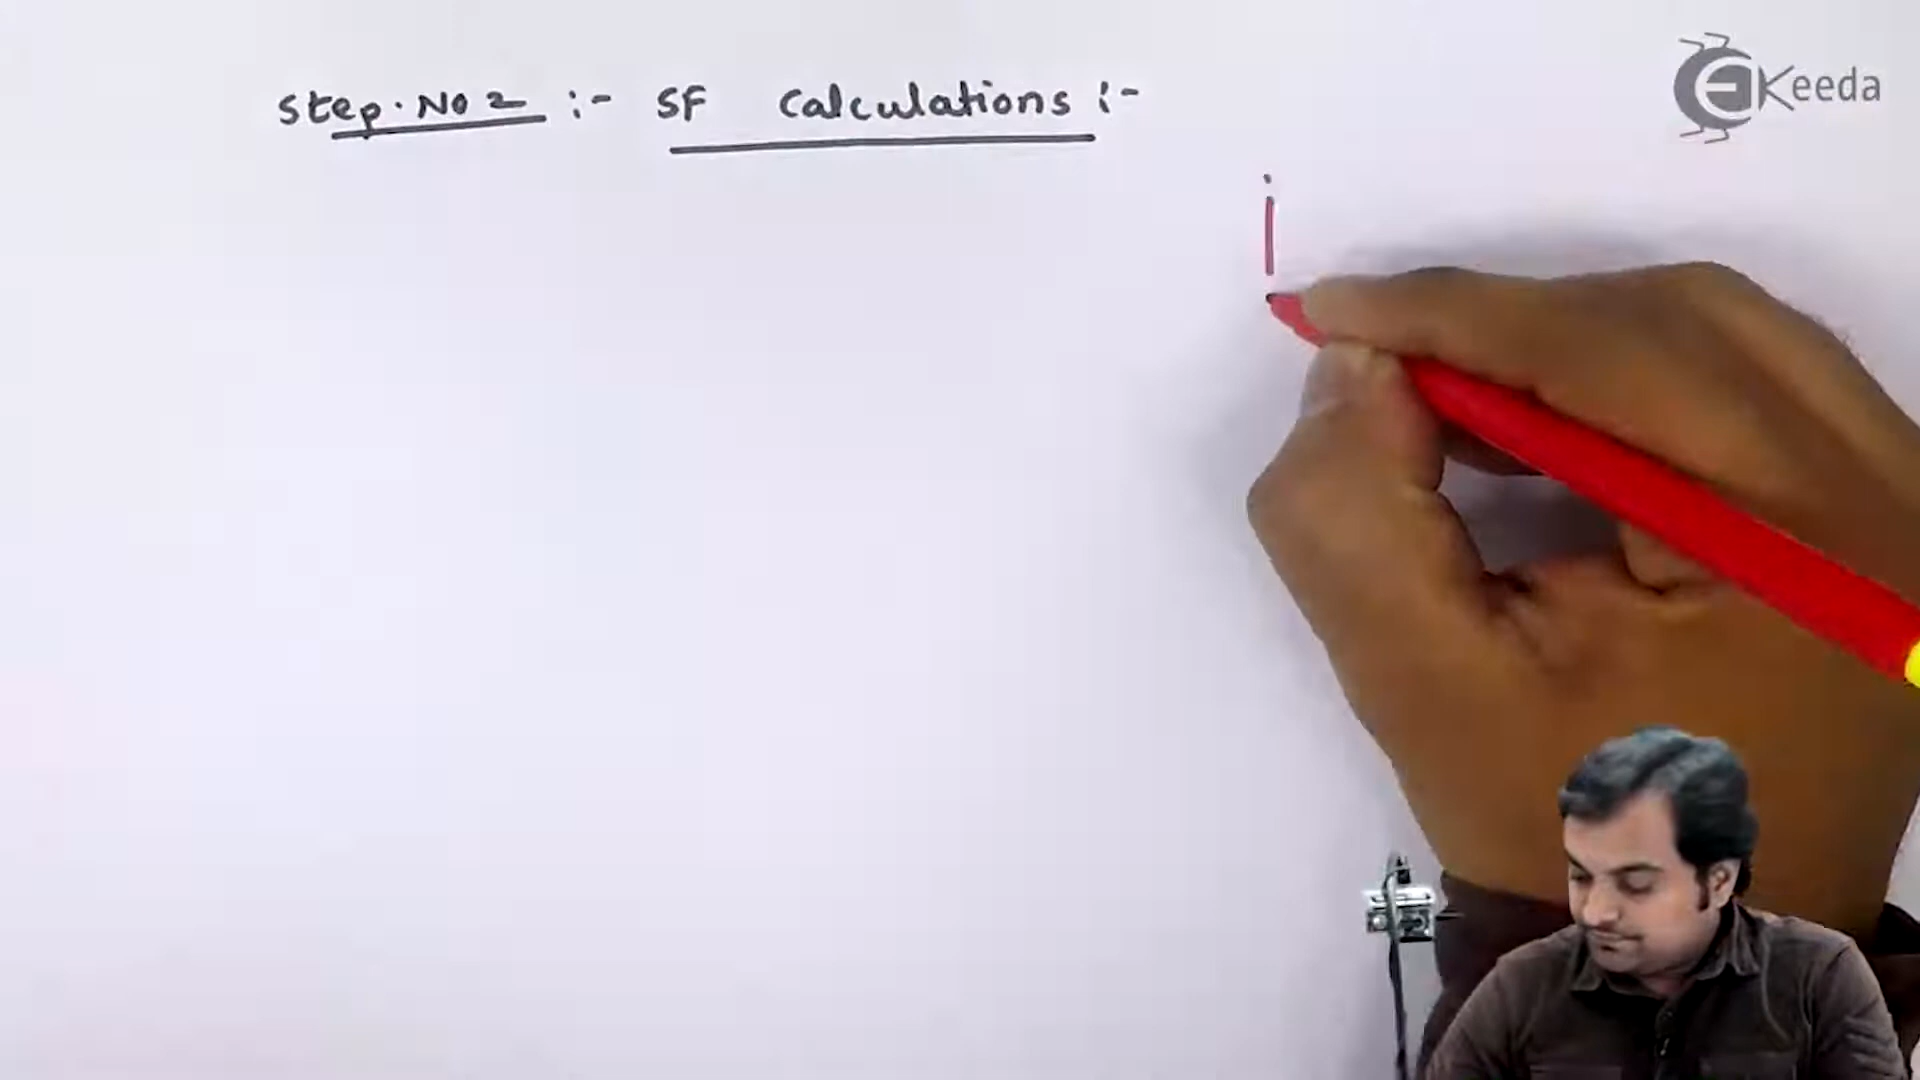 Step. No 2 :- SF Calculations :-
EKeeda